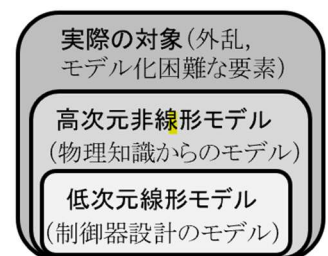 実際の対象(外乱,
モデル化困難な要素)
高次元非線形モデル
(物理知識からのモデル)
低次元線形モデル
(制御器設計のモデル)